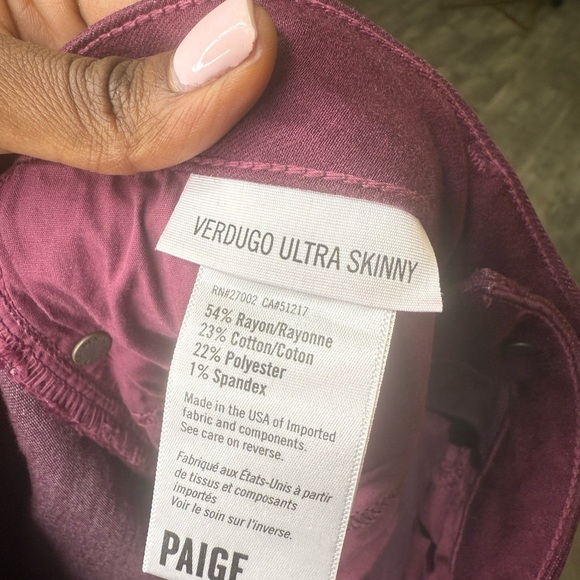 VERDUGO ULTRA SKINNY
RN#27002 CA#51217
54% Rayon/Rayonne
23% Cotton/Coton
22% Polyester
1% Spandex
Made in the USA of Imported
fabric and components.
See care on reverse.
Fabriqué aux États-Unis à partir
de tissus et composants
importés
Voir le soin sur l'inverse.
PAIGE